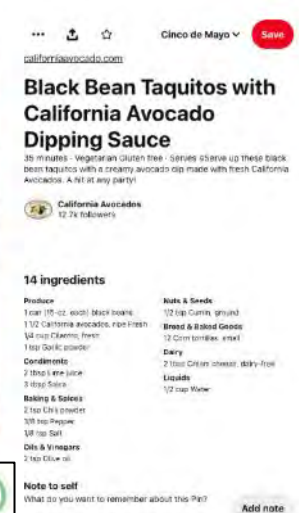 Cinco de Mayo
Save
californiaavocado.com
Black Bean Taquitos with
California Avocado
Dipping Sauce
35 minutes · Vegetarian Gluten free · Serves 6Serve up these black
bean taquitos with a creamy avocado dip made with fresh California
Avocados. A hit at any party!
California Avocados
12.7k followers
14 ingredients
Produce
1 can (15-oz. each) black beans
1 1/2 California avocados, ripe Fresh
1/4 cup Cilantro, fresh
1 tsp Garlic powder
Condiments
2 tbsp Lime juice
3 tbsp Salsa
Baking & Spices
2 tsp Chili powder
3/8 tsp Pepper
1/8 tsp Salt
Oils & Vinegars
2 tsp Olive oil
Nuts & Seeds
1/2 tsp Cumin, ground
Bread & Baked Goods
12 Corn tortillas, small
Dairy
2 tbsp Cream cheese, dairy-free
Liquids
1/2 cup Water
Note to self
What do you want to remember about this Pin?
Add note